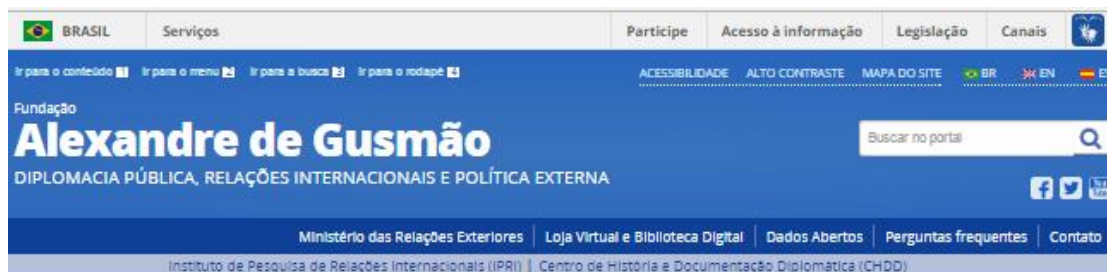 BRASIL Serviços Participe Acesso à informação Legislação Canais
Ir para o conteúdo 1 Ir para o menu 2 Ir para a busca 3 Ir para o rodapé 4 ACESSIBILIDADE ALTO CONTRASTE MAPA DO SITE BR EN ES
Fundação
Alexandre de Gusmão
Buscar no portal
DIPLOMACIA PÚBLICA, RELAÇÕES INTERNACIONAIS E POLÍTICA EXTERNA
Ministério das Relações Exteriores Loja Virtual e Biblioteca Digital Dados Abertos Perguntas frequentes Contato
Instituto de Pesquisa de Relações Internacionais (IPRI) | Centro de História e Documentação Diplomática (CHDD)